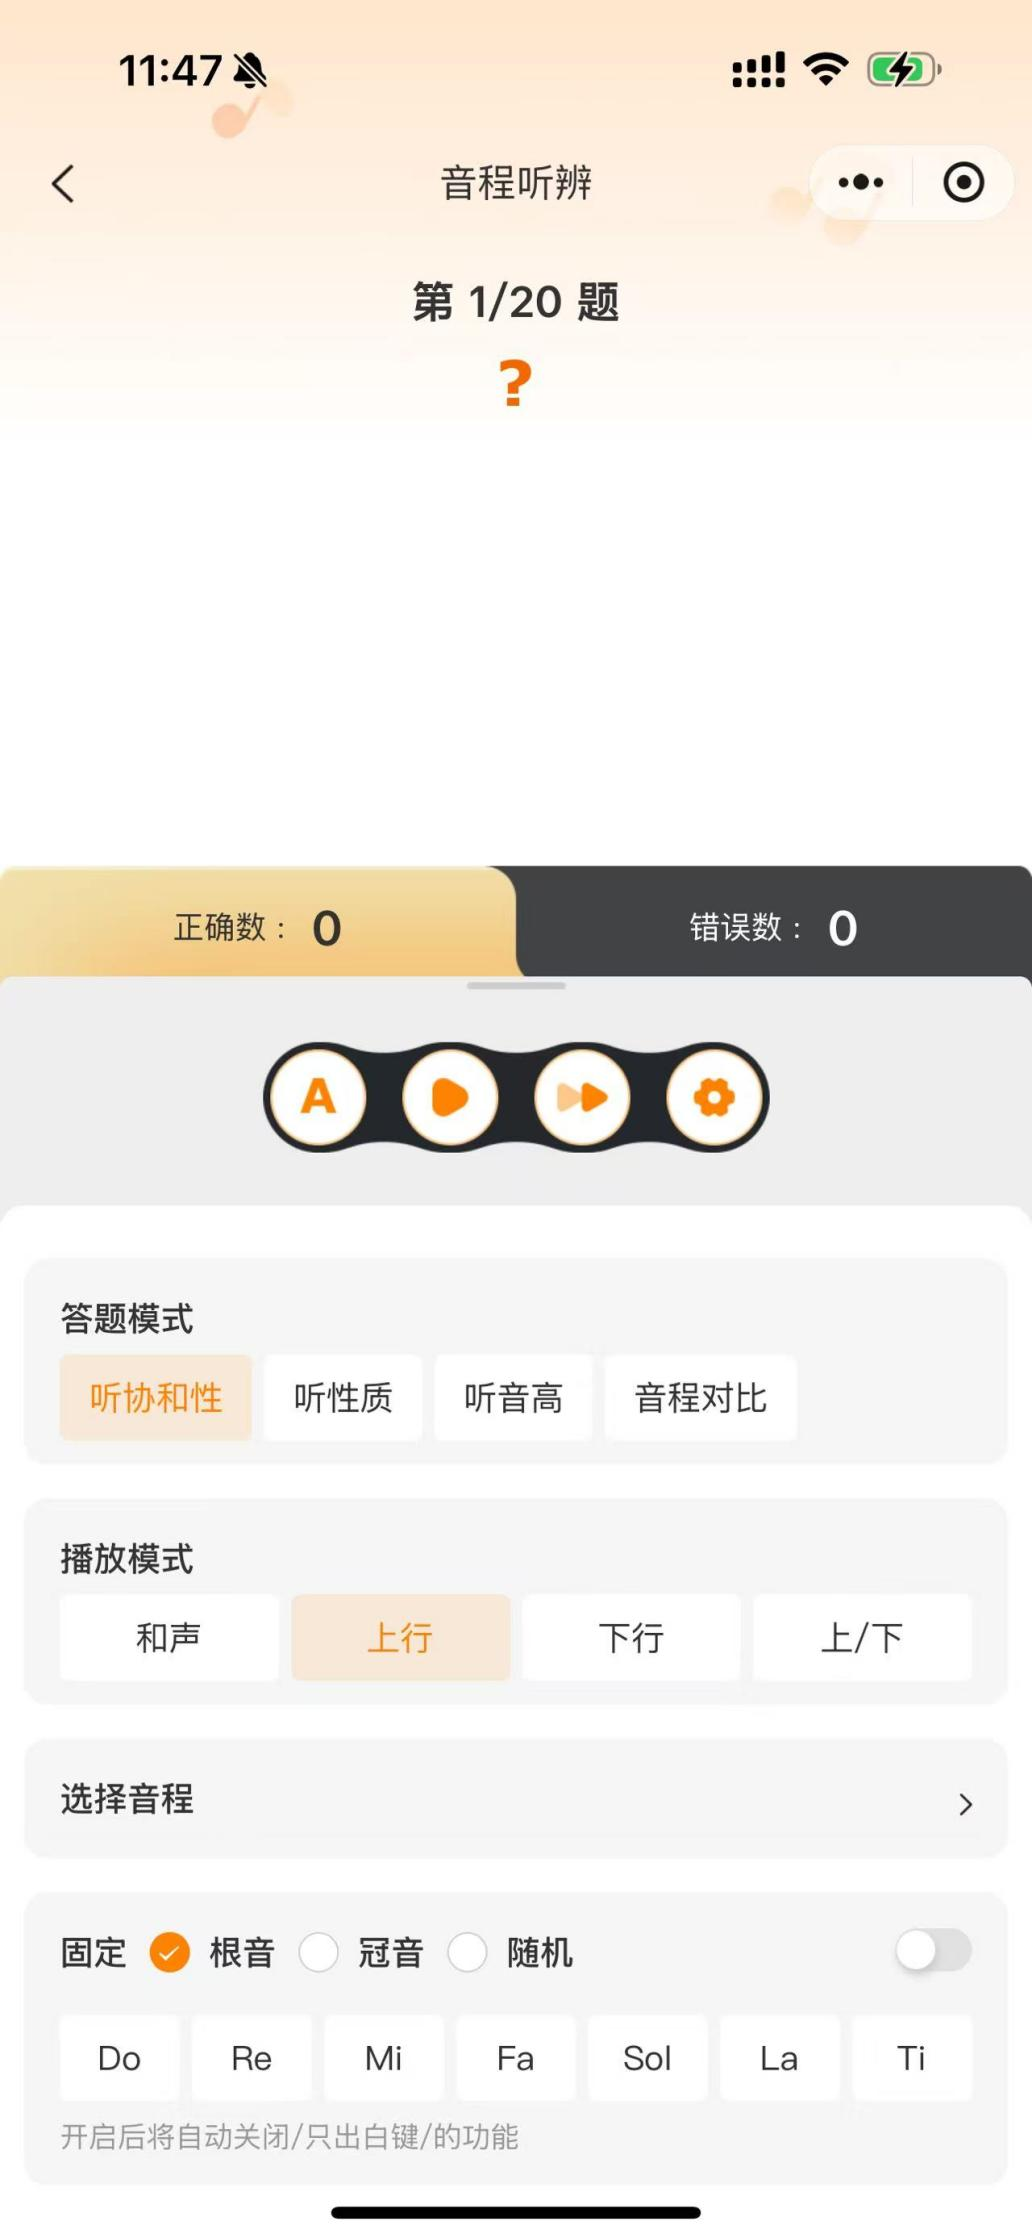 11:47
音程听辨
第 1/20 题
?
正确数： 0
错误数： 0
A
答题模式
听协和性 听性质 听音高 音程对比
播放模式
和声 上行 下行 上/下
选择音程
固定 根音 冠音 随机
Do Re Mi Fa Sol La Ti
开启后将自动关闭/只出白键/的功能